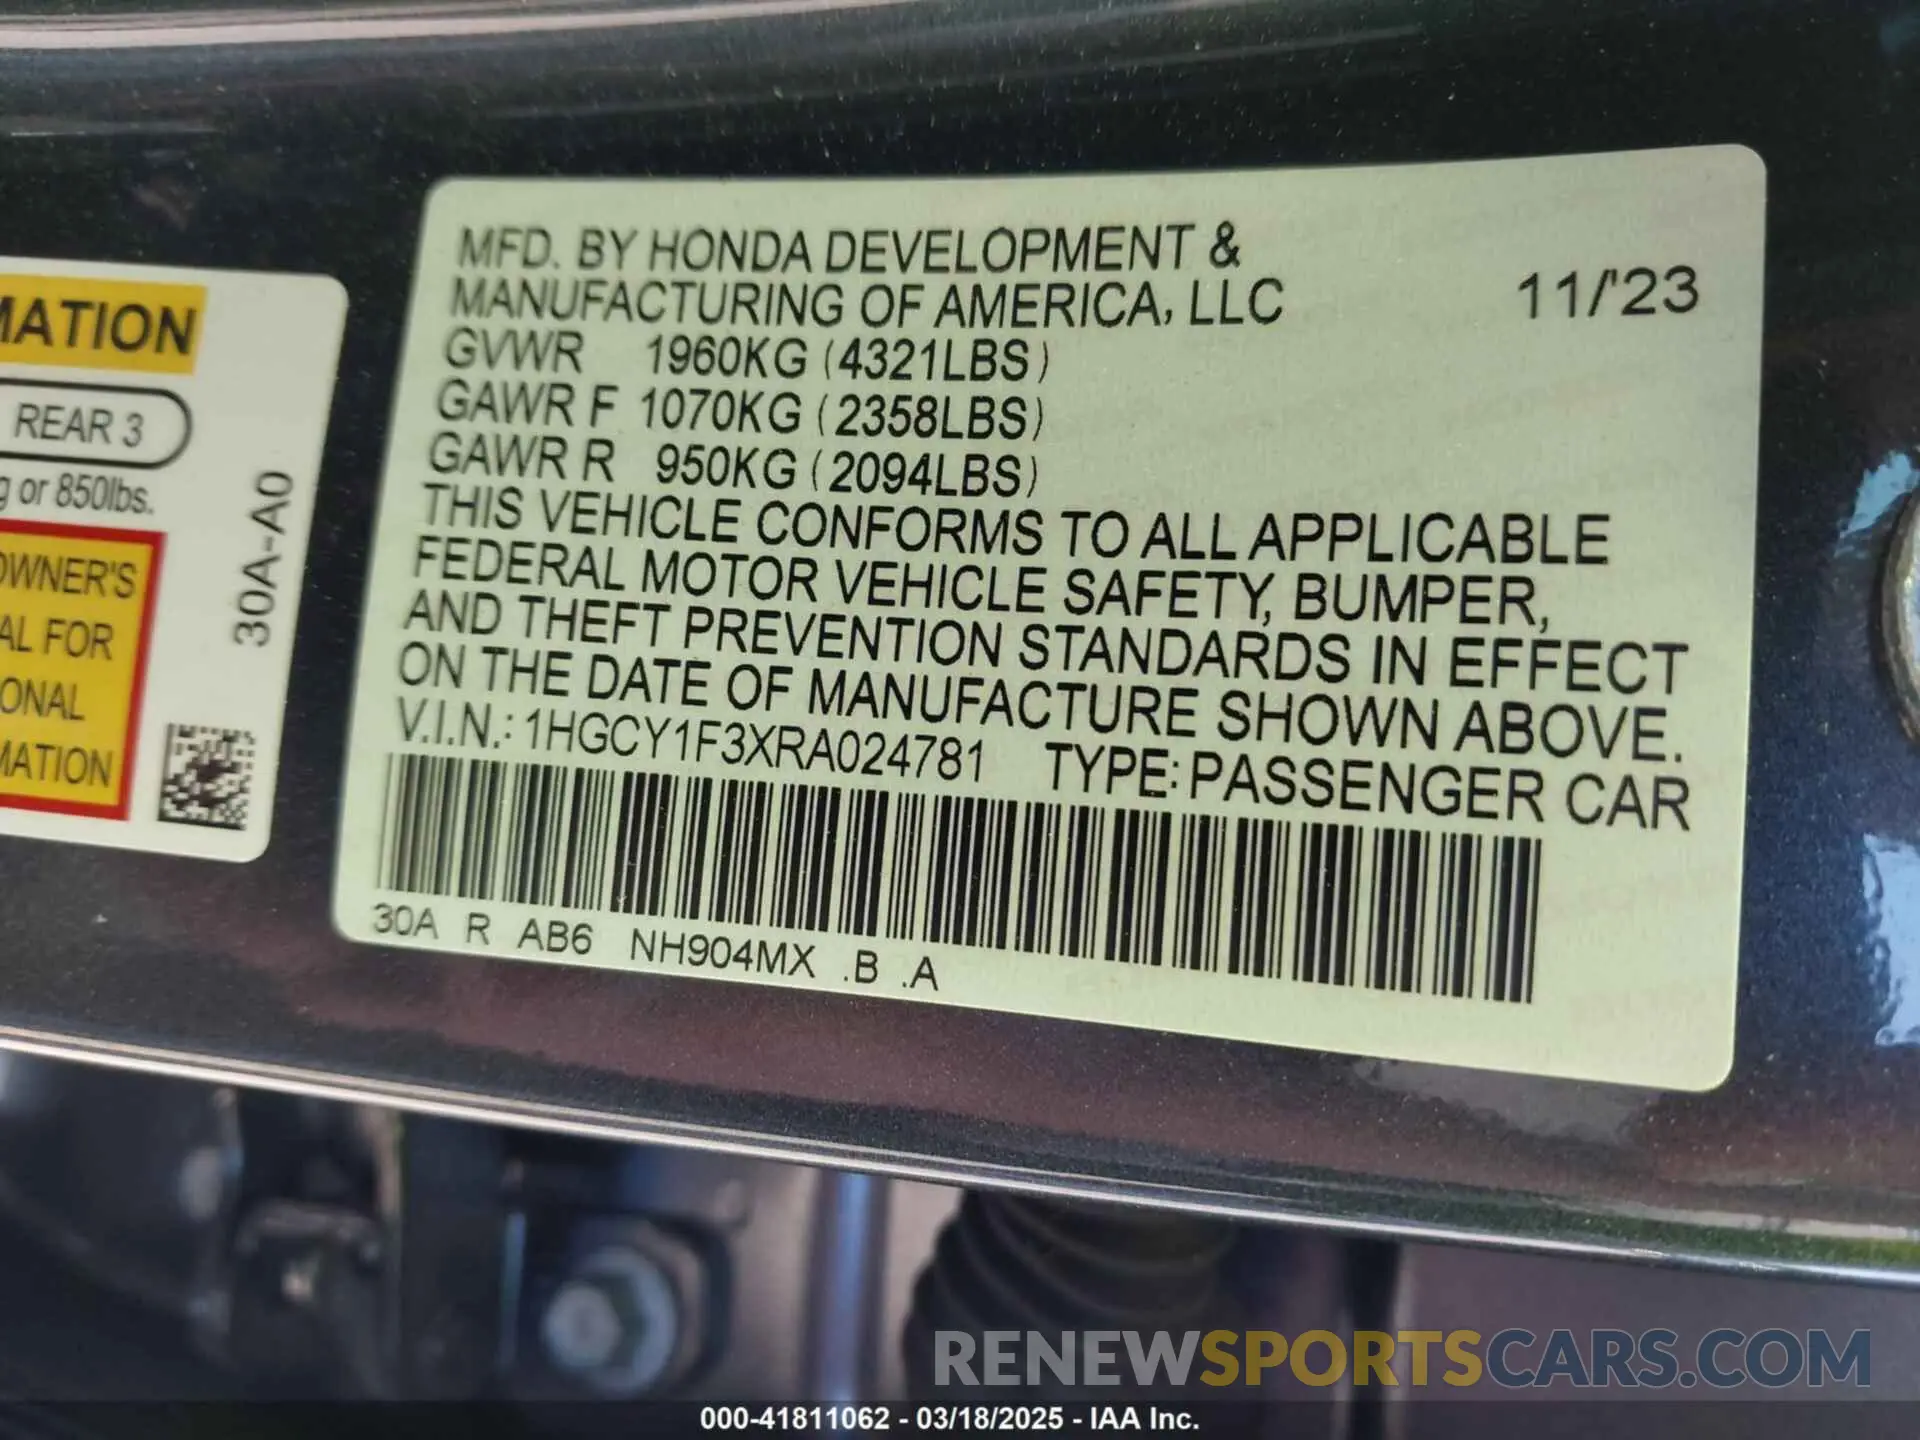 MATION
REAR 3
g or 850lbs.
OWNER'S
AL FOR
ONAL
MATION
30A-A0
MFD. BY HONDA DEVELOPMENT &
MANUFACTURING OF AMERICA, LLC 11/'23
GVWR 1960KG (4321LBS)
GAWR F 1070KG (2358LBS)
GAWR R 950KG (2094LBS)
THIS VEHICLE CONFORMS TO ALL APPLICABLE
FEDERAL MOTOR VEHICLE SAFETY, BUMPER,
AND THEFT PREVENTION STANDARDS IN EFFECT
ON THE DATE OF MANUFACTURE SHOWN ABOVE.
V.I.N.: 1HGCY1F3XRA024781 TYPE: PASSENGER CAR
30A R AB6 NH904MX .B .A
RENEWSPORTSCARS.COM
000-41811062 - 03/18/2025 - IAA Inc.